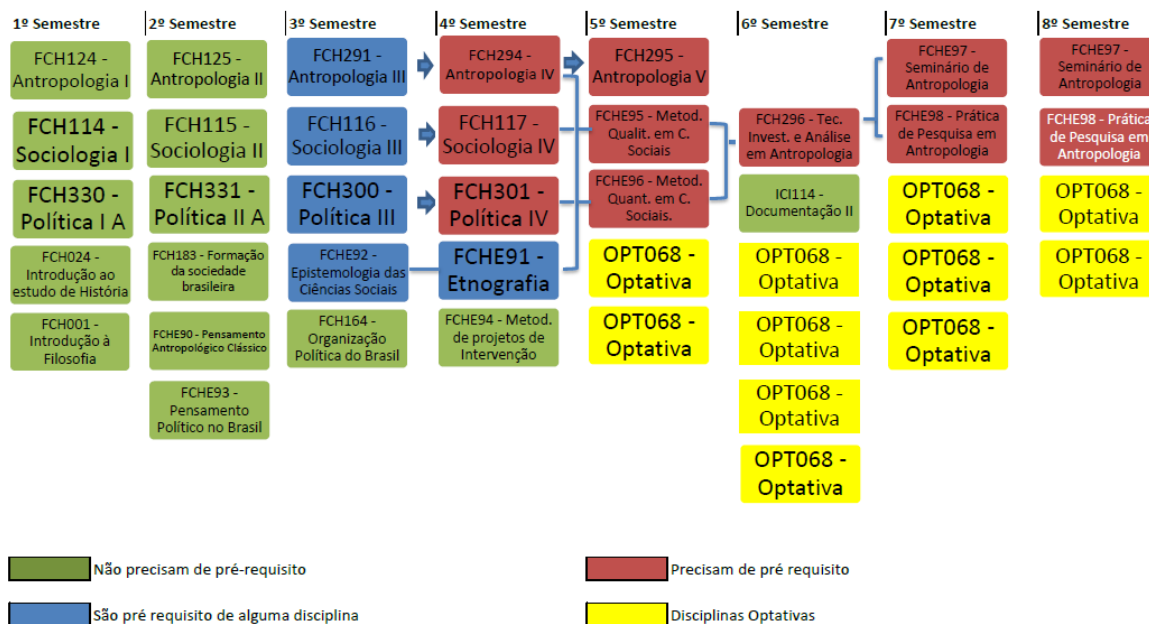 1º Semestre
2º Semestre
3º Semestre
4º Semestre
5º Semestre
6º Semestre
7º Semestre
8º Semestre
FCH124 -
Antropologia I
FCH114 -
Sociologia I
FCH330 -
Política I A
FCH024 -
Introdução ao
estudo de História
FCH001 -
Introdução à
Filosofia
FCH125 -
Antropologia II
FCH115 -
Sociologia II
FCH331 -
Política II A
FCH183 - Formação
da sociedade
brasileira
FCHE90 - Pensamento
Antropológico Clássico
FCHE93 -
Pensamento
Político no Brasil
FCH291 -
Antropologia III
FCH116 -
Sociologia III
FCH300 -
Política III
FCHE92 -
Epistemologia das
Ciências Sociais
FCH164 -
Organização
Política do Brasil
FCH294 -
Antropologia IV
FCH117 -
Sociologia IV
FCH301 -
Política IV
FCHE91 -
Etnografia
FCHE94 - Metod.
de projetos de
Intervenção
FCH295 -
Antropologia V
FCHE95 - Metod.
Qualit. em C.
Sociais
FCHE96 - Metod.
Quant. em C.
Sociais.
OPT068 -
Optativa
OPT068 -
Optativa
FCH296 - Tec.
Invest. e Análise
em Antropologia
ICI114 -
Documentação II
OPT068 -
Optativa
OPT068 -
Optativa
OPT068 -
Optativa
OPT068 -
Optativa
FCHE97 -
Seminário de
Antropologia
FCHE98 - Prática
de Pesquisa em
Antropologia
OPT068 -
Optativa
OPT068 -
Optativa
OPT068 -
Optativa
FCHE97 -
Seminário de
Antropologia
FCHE98 - Prática
de Pesquisa em
Antropologia
OPT068 -
Optativa
OPT068 -
Optativa
Não precisam de pré-requisito
Precisam de pré requisito
São pré requisito de alguma disciplina
Disciplinas Optativas